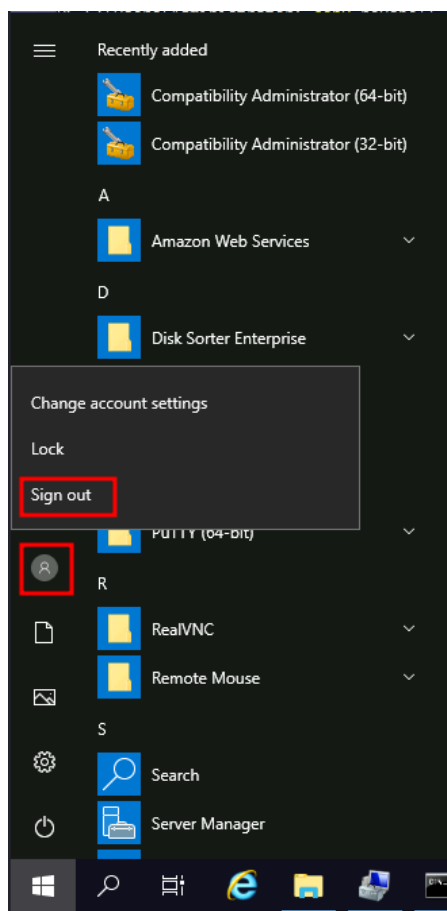 Recently added
Compatibility Administrator (64-bit)
Compatibility Administrator (32-bit)
A
Amazon Web Services
D
Disk Sorter Enterprise
Change account settings
Lock
Sign out
PuTTY (64-bit)
R
RealVNC
Remote Mouse
S
Search
Server Manager